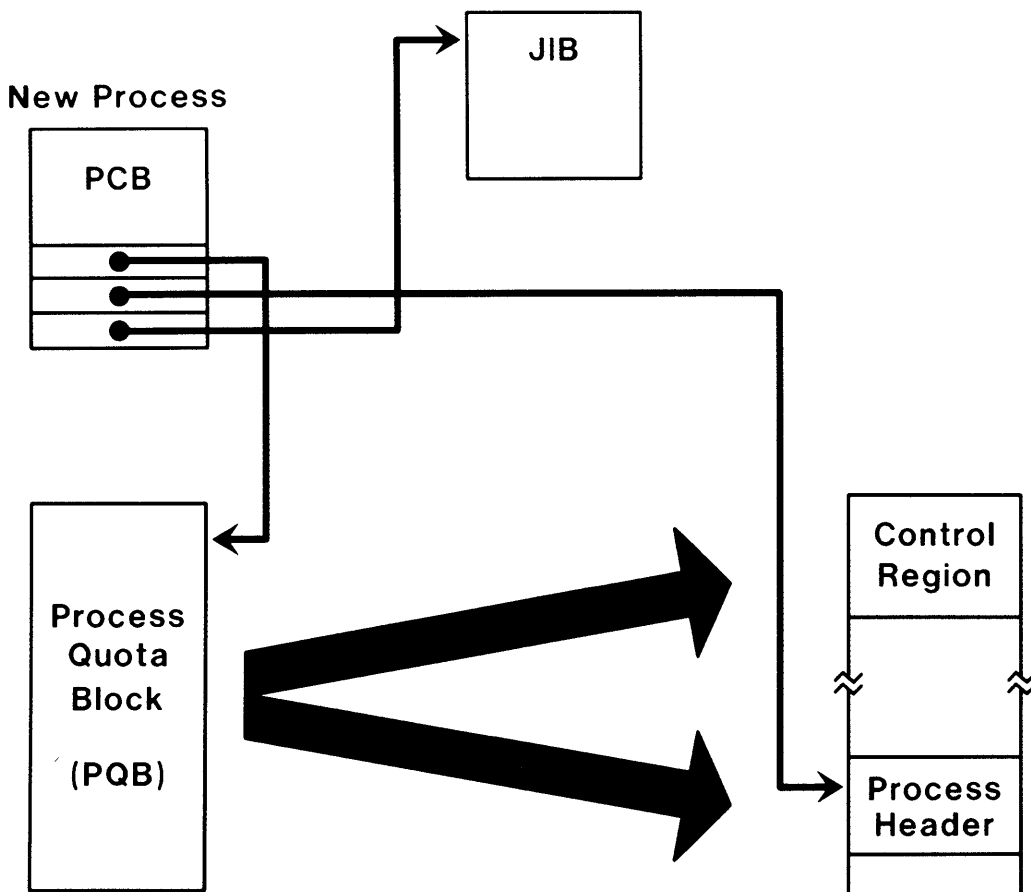 JIB
New Process
PCB
Control
Region
Process
Quota
Block
(PQB)
Process
Header